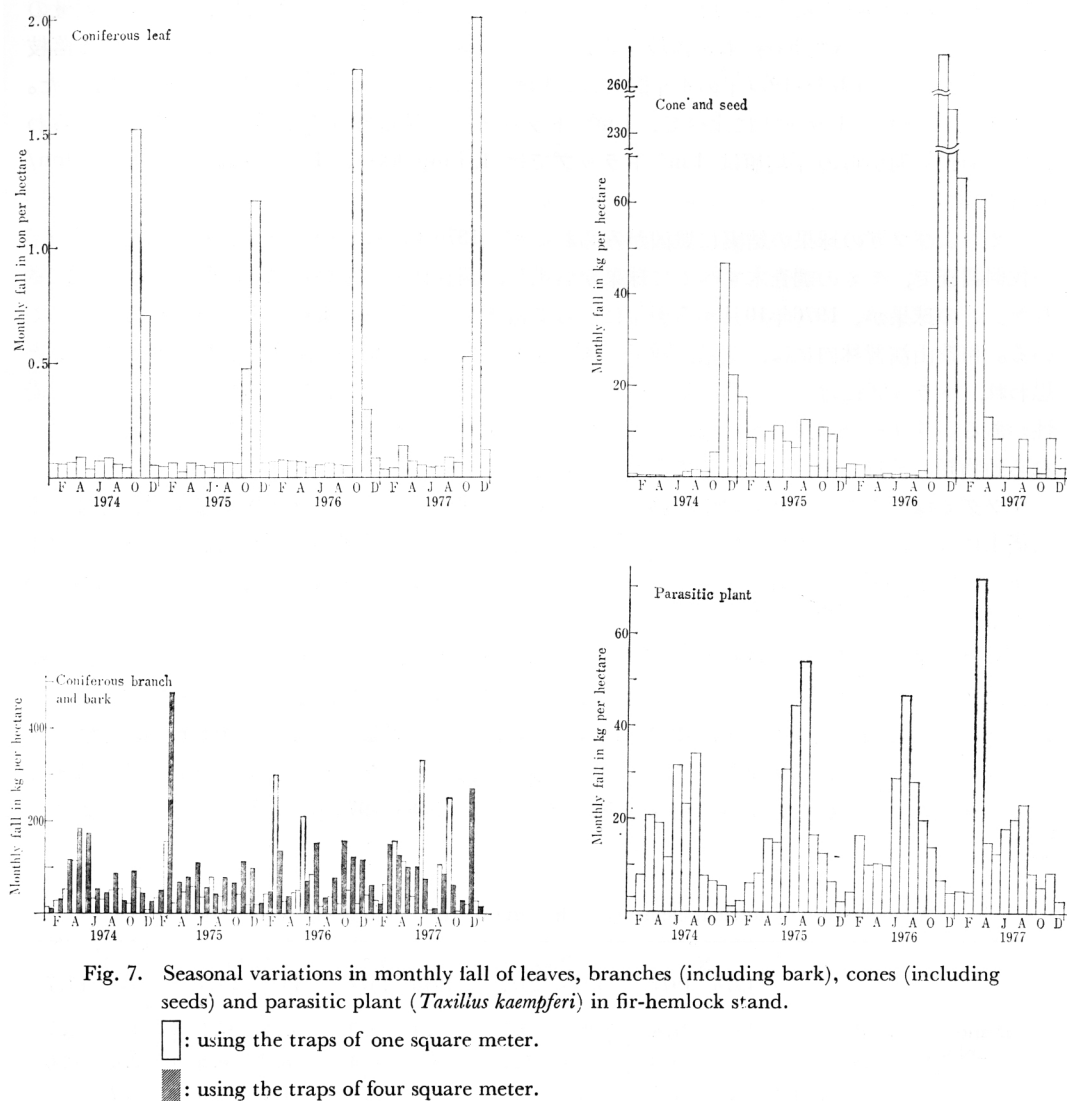 Coniferous leaf
Monthly fall in ton per hectare
2.0
1.5
1.0
0.5
F A J A O D F A J A O D F A J A O D F A J A O D
1974 1975 1976 1977
Cone and seed
Monthly fall in kg per hectare
260
230
60
40
20
F A J A O D F A J A O D F A J A O D F A J A O D
1974 1975 1976 1977
Coniferous branch
and bark
Monthly fall in kg per hectare
400
200
F A J A O D F A J A O D F A J A O D F A J A O D
1974 1975 1976 1977
Parasitic plant
Monthly fall in kg per hectare
60
40
20
F A J A O D F A J A O D F A J A O D F A J A O D
1974 1975 1976 1977
Fig. 7. Seasonal variations in monthly fall of leaves, branches (including bark), cones (including
seeds) and parasitic plant (Taxilius kaempferi) in fir-hemlock stand.
: using the traps of one square meter.
: using the traps of four square meter.